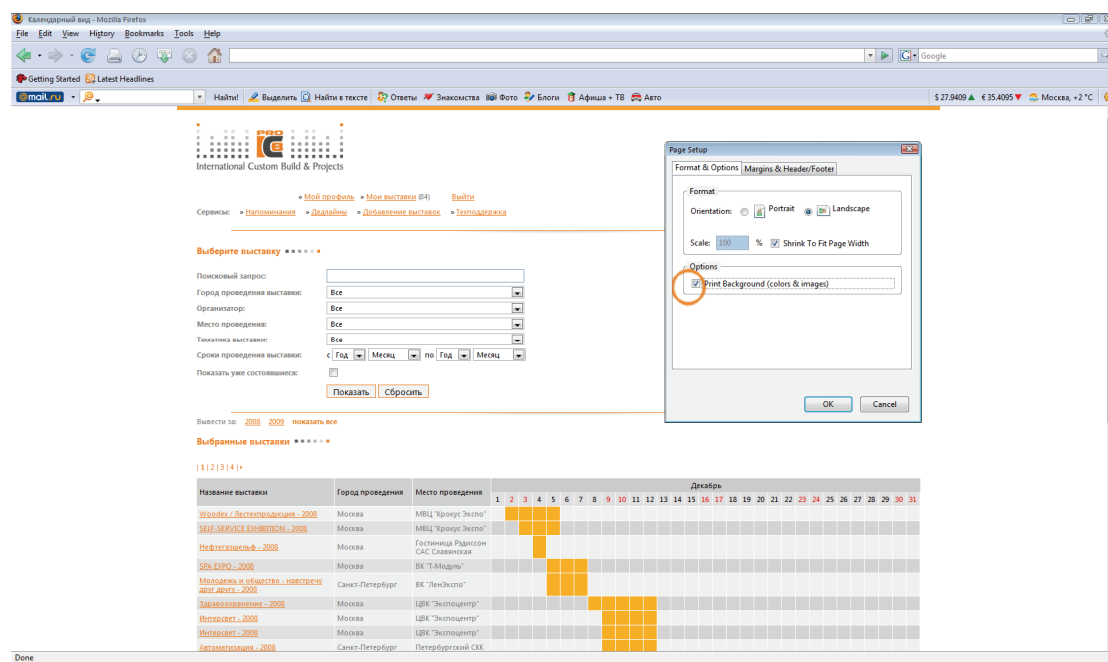 Календарный вид - Mozilla Firefox
File Edit View History Bookmarks Tools Help
Google
Getting Started Latest Headlines
@mail.ru Найти! Выделить Найти в тексте Ответы Знакомства Фото Блоги Афиша + ТВ Авто $ 27.9409 € 35.4095 Москва, +2 °C
PRO
ICB
International Custom Build & Projects
» Мой профиль » Мои выставки (84) Выйти
Сервисы: » Напоминания » Дедлайны » Добавление выставок » Техподдержка
Выберите выставку
Поисковый запрос:
Город проведения выставки: Все
Организатор: Все
Место проведения: Все
Тематика выставки: Все
Сроки проведения выставки: с Год Месяц по Год Месяц
Показать уже состоявшиеся:
Показать Сбросить
Вывести за: 2008 2009 показать все
Выбранные выставки
| 1 | 2 | 3 | 4 |
Название выставки Город проведения Место проведения Декабрь
1 2 3 4 5 6 7 8 9 10 11 12 13 14 15 16 17 18 19 20 21 22 23 24 25 26 27 28 29 30 31
Woodex / Лестехпродукция - 2008 Москва МВЦ "Крокус Экспо"
SELF-SERVICE EXHIBITION - 2008 Москва МВЦ "Крокус Экспо"
Нефтегазшельф - 2008 Москва Гостиница Рэдиссон
САС Славянская
SPA EXPO - 2008 Москва ВК "Т-Модуль"
Молодежь и общество - навстречу
друг другу - 2008 Санкт-Петербург ВК "ЛенЭкспо"
Здравоохранение - 2008 Москва ЦВК "Экспоцентр"
Интерсвет - 2008 Москва ЦВК "Экспоцентр"
Интерсвет - 2008 Москва ЦВК "Экспоцентр"
Автоматизация - 2008 Санкт-Петербург Петербургский СКК
Done
Page Setup
Format & Options Margins & Header/Footer
Format
Orientation: Portrait Landscape
Scale: 100 % Shrink To Fit Page Width
Options
Print Background (colors & images)
OK Cancel